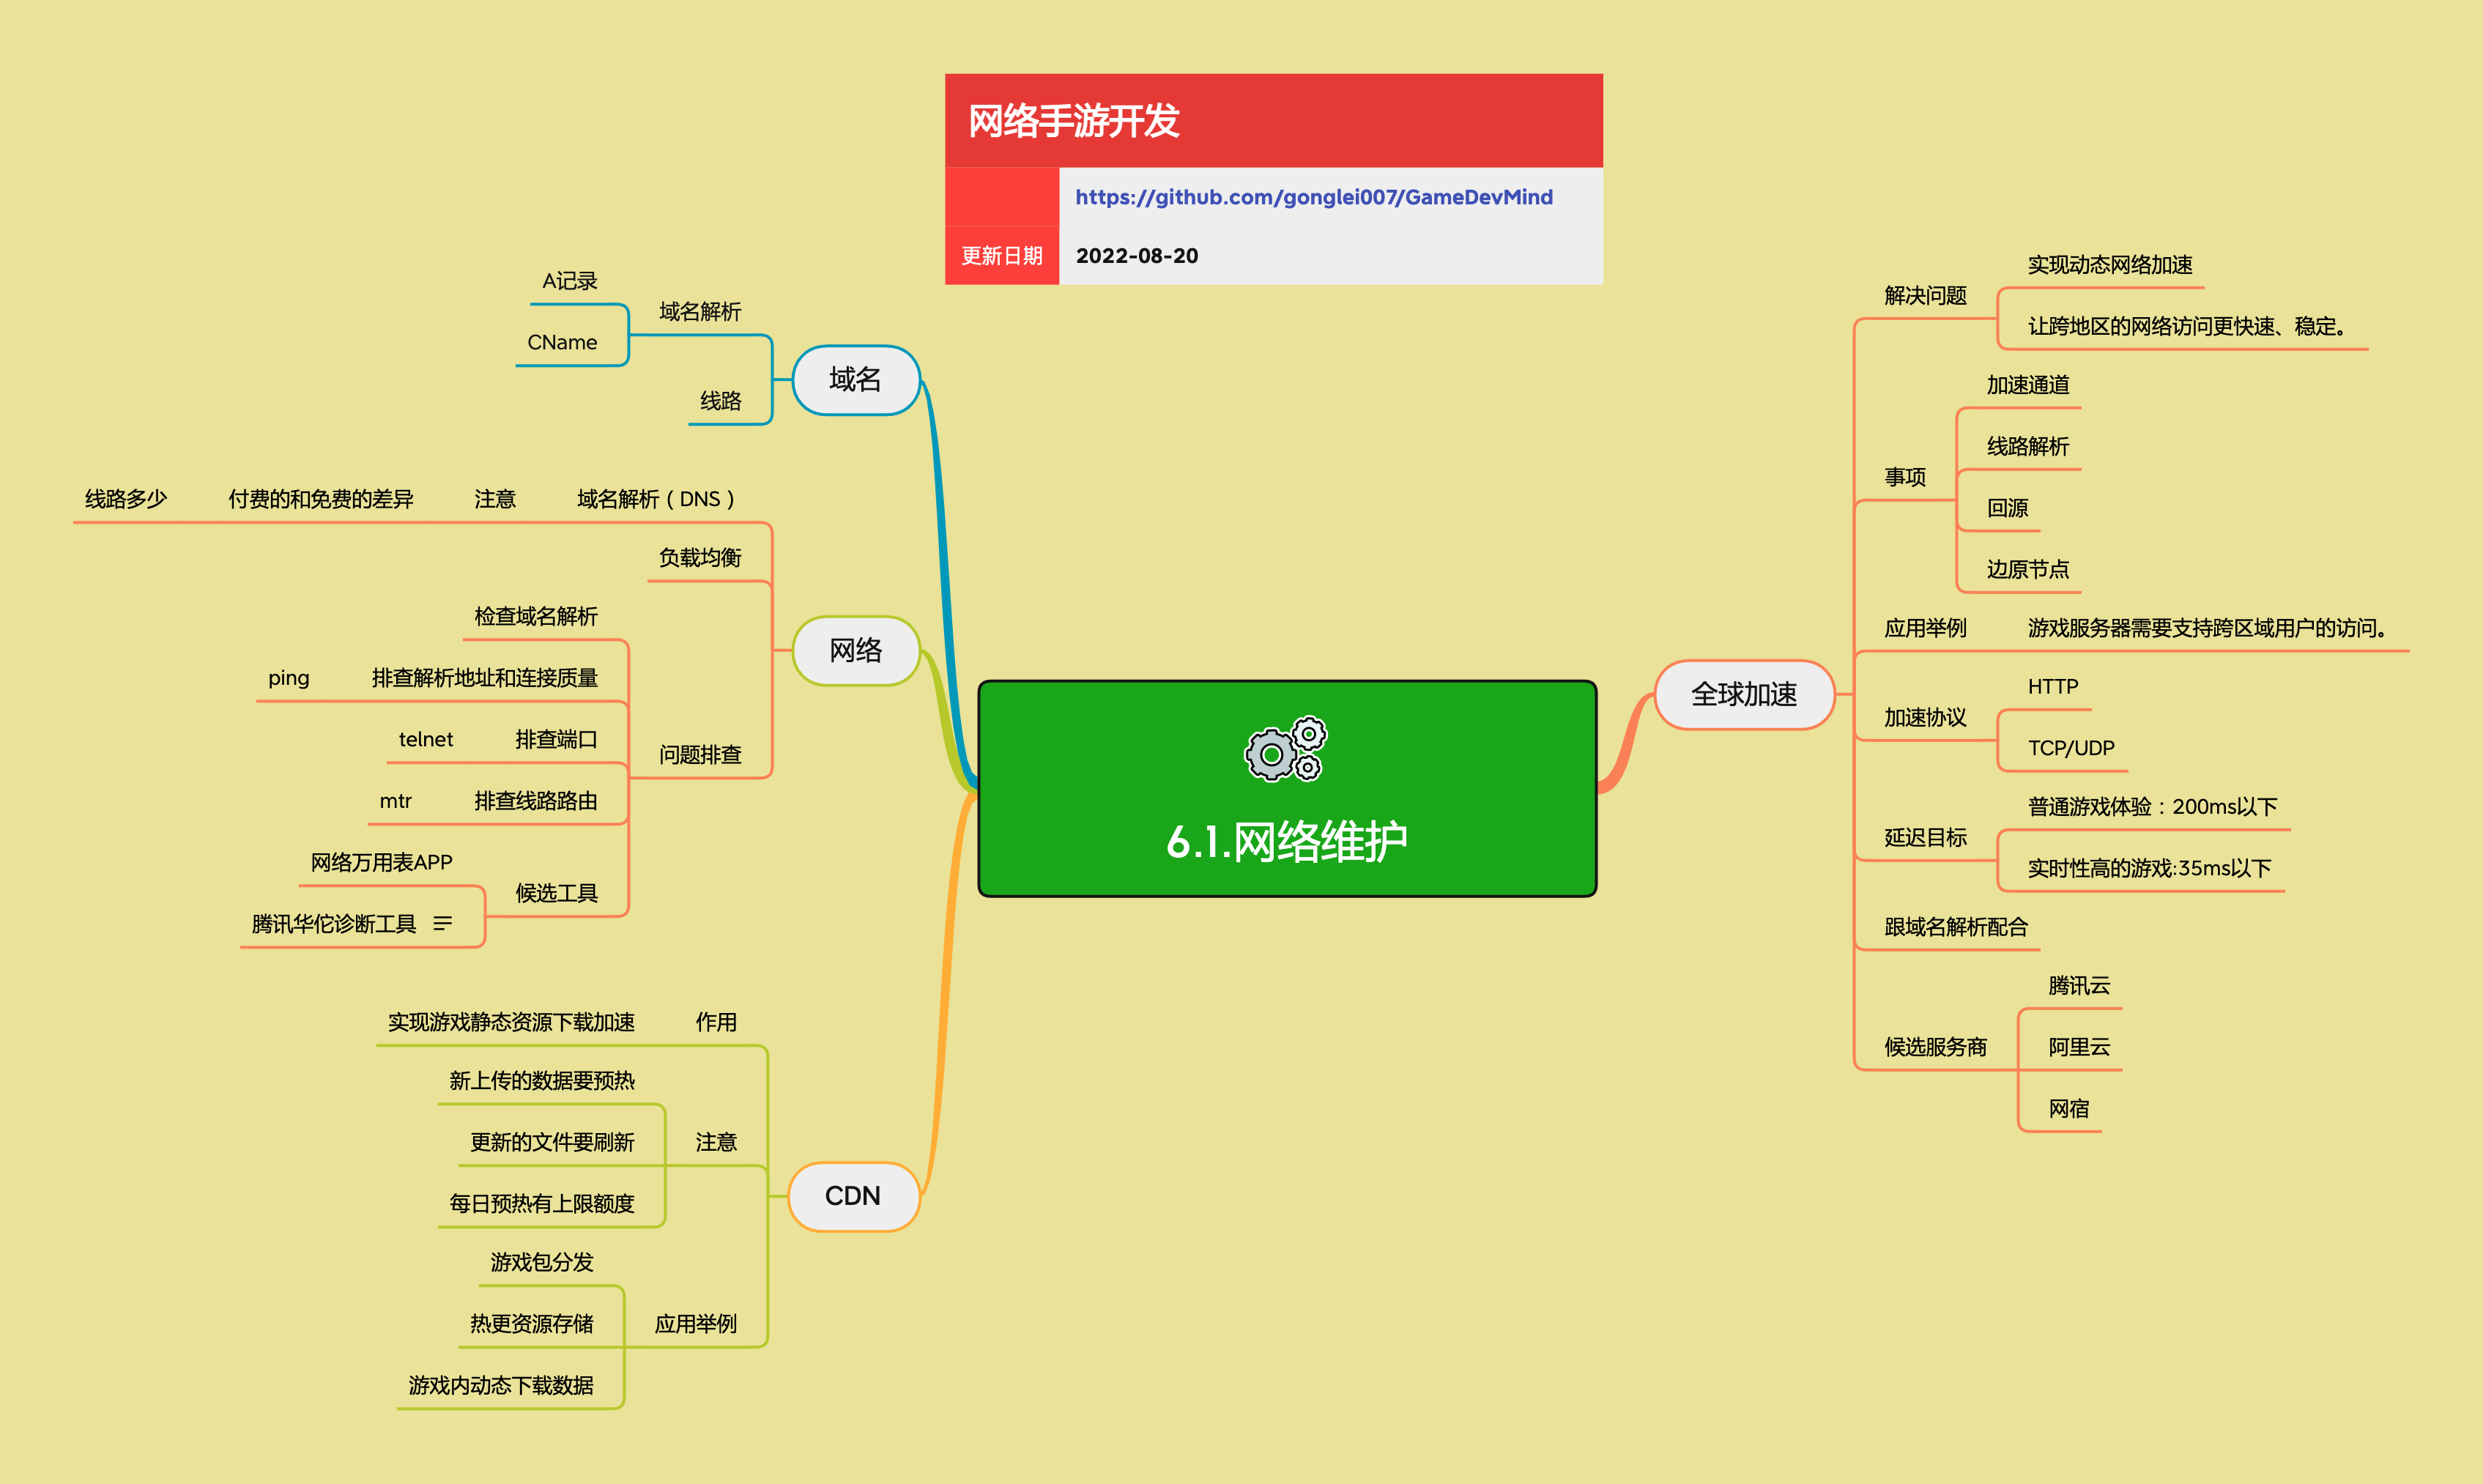 网络手游开发
https://github.com/gonglei007/GameDevMind
更新日期
2022-08-20
6.1.网络维护
域名
域名解析
A记录
CName
线路
网络
域名解析（DNS）
注意
付费的和免费的差异
线路多少
负载均衡
问题排查
检查域名解析
排查解析地址和连接质量
ping
排查端口
telnet
排查线路路由
mtr
候选工具
网络万用表APP
腾讯华佗诊断工具
CDN
作用
实现游戏静态资源下载加速
注意
新上传的数据要预热
更新的文件要刷新
每日预热有上限额度
应用举例
游戏包分发
热更资源存储
游戏内动态下载数据
全球加速
解决问题
实现动态网络加速
让跨地区的网络访问更快速、稳定。
事项
加速通道
线路解析
回源
边原节点
应用举例
游戏服务器需要支持跨区域用户的访问。
加速协议
HTTP
TCP/UDP
延迟目标
普通游戏体验：200ms以下
实时性高的游戏:35ms以下
跟域名解析配合
候选服务商
腾讯云
阿里云
网宿